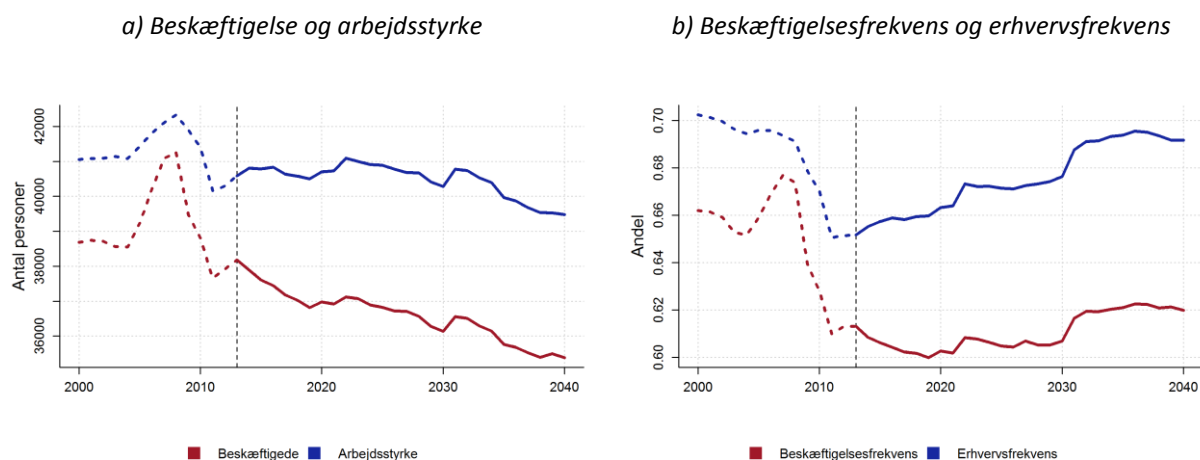 a) Beskæftigelse og arbejdsstyrke
b) Beskæftigelsesfrekvens og erhvervsfrekvens
Antal personer
42000
40000
38000
36000
2000 2010 2020 2030 2040
Beskæftigede Arbejdsstyrke
Andel
0.70
0.68
0.66
0.64
0.62
0.60
2000 2010 2020 2030 2040
Beskæftigelsesfrekvens Erhvervsfrekvens